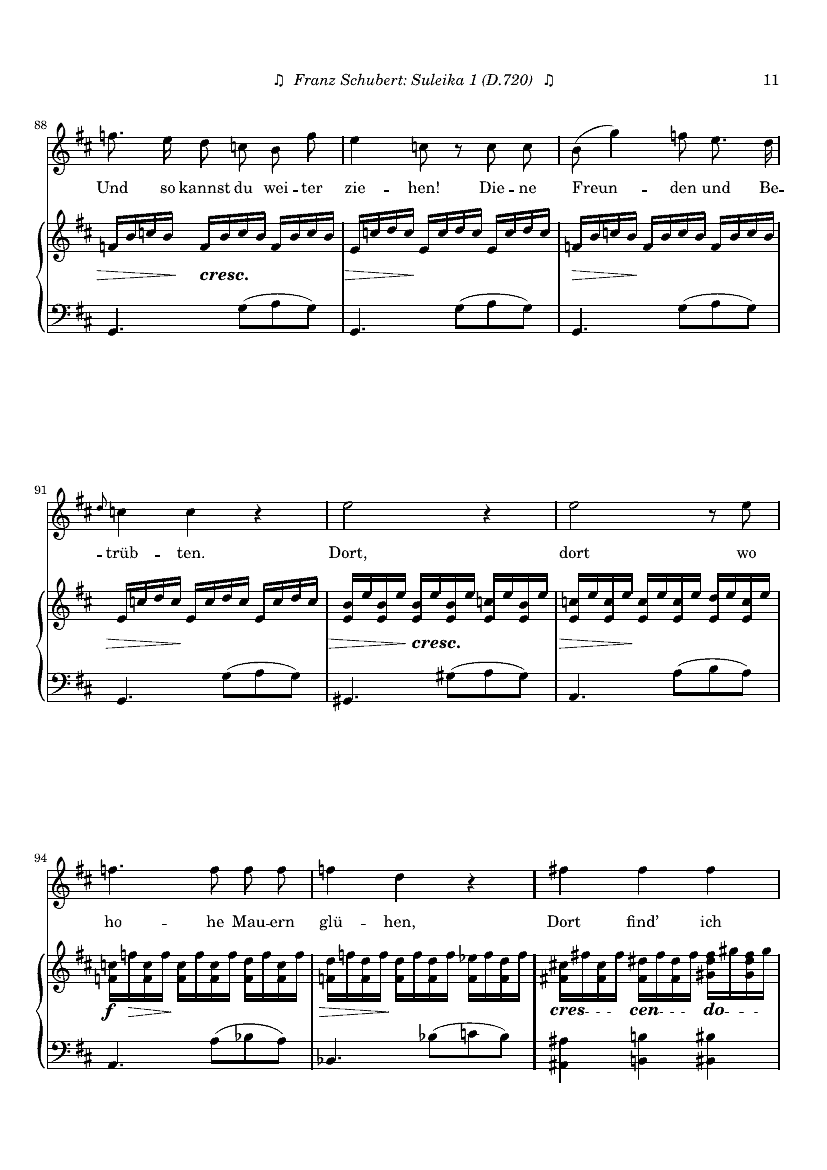 ♫ Franz Schubert: Suleika 1 (D.720) ♫ 11
88
Und so kannst du wei - ter zie - hen! Die - ne Freun - den und Be-
cresc.
91
- trüb - ten. Dort, dort wo
cresc.
94
ho - he Mau - ern glü - hen, Dort find' ich
f cres - - - cen - - - do - - -